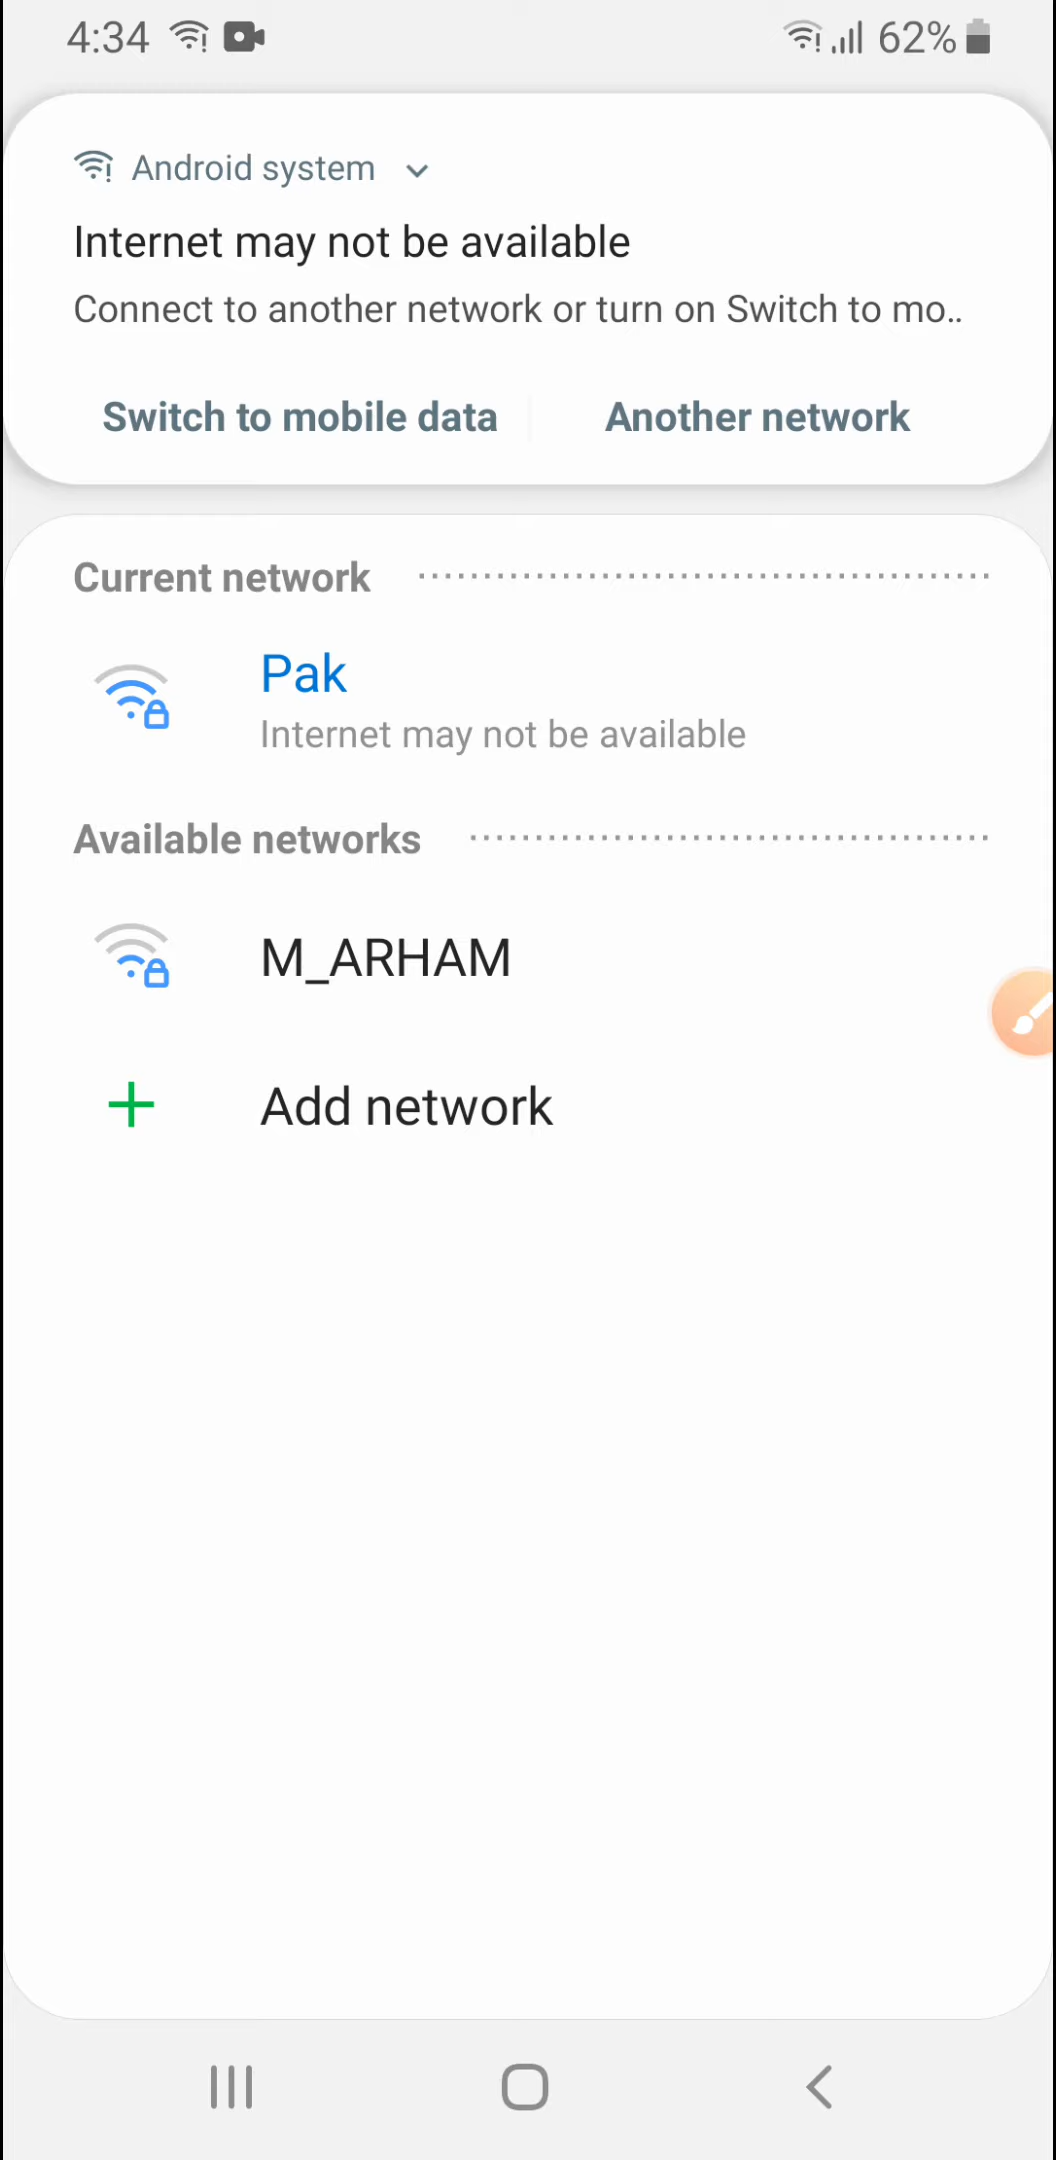 4:34 62%
Android system
Internet may not be available
Connect to another network or turn on Switch to mo..
Switch to mobile data Another network
Current network
Pak
Internet may not be available
Available networks
M_ARHAM
Add network